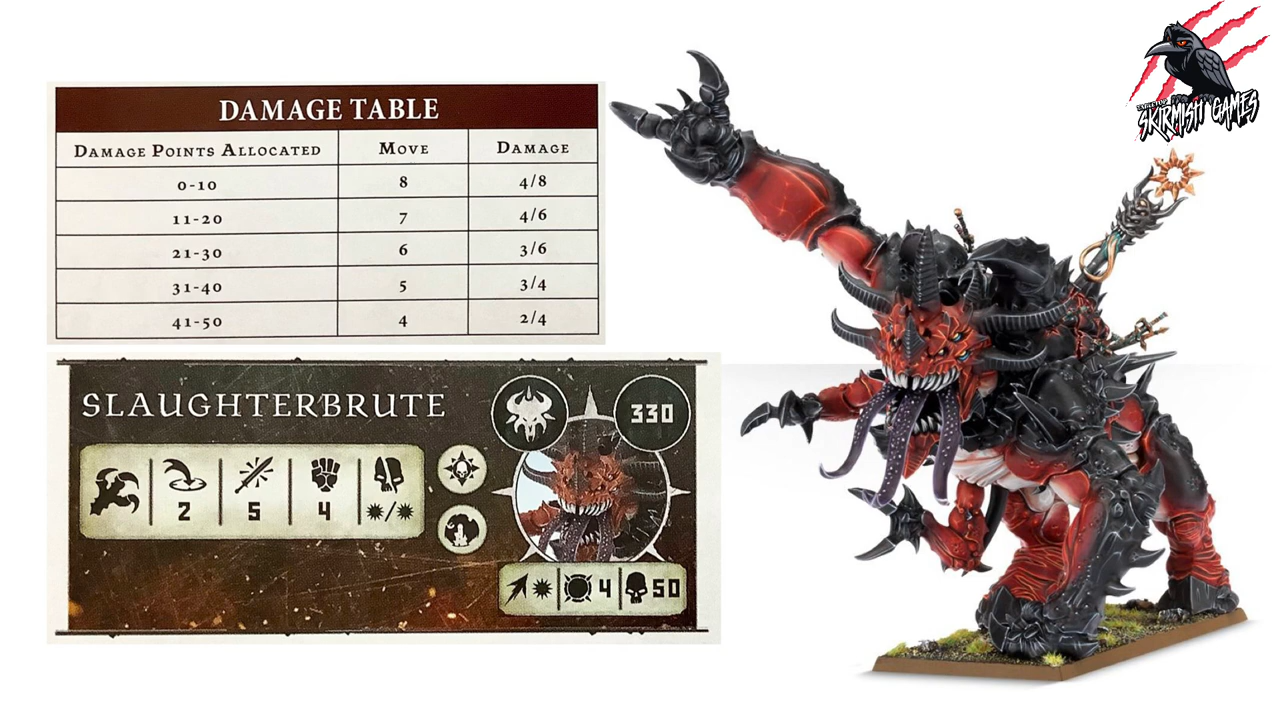 DAMAGE TABLE
DAMAGE POINTS ALLOCATED MOVE DAMAGE
0-10 8 4/8
11-20 7 4/6
21-30 6 3/6
31-40 5 3/4
41-50 4 2/4
SLAUGHTERBRUTE 330
2 5 4 /
4 50
TABLETOP
SKIRMISH GAMES